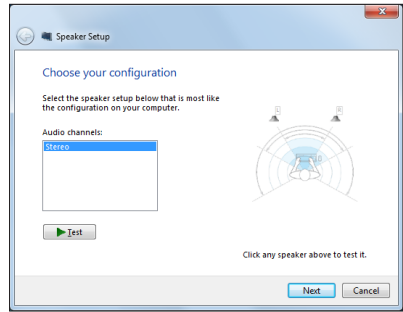 Speaker Setup
Choose your configuration
Select the speaker setup below that is most like
the configuration on your computer.
Audio channels:
Stereo
L
R
Test
Click any speaker above to test it.
Next
Cancel